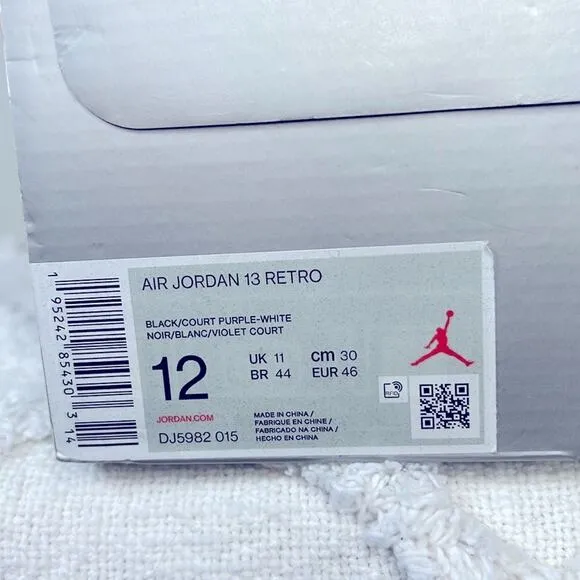 AIR JORDAN 13 RETRO
BLACK/COURT PURPLE-WHITE
NOIR/BLANC/VIOLET COURT
12
UK 11 cm 30
BR 44 EUR 46
JORDAN.COM
DJ5982 015
MADE IN CHINA /
FABRIQUE EN CHINE /
FABRICADO NA CHINA /
HECHO EN CHINA
RFID
1 95242 85430 3 14